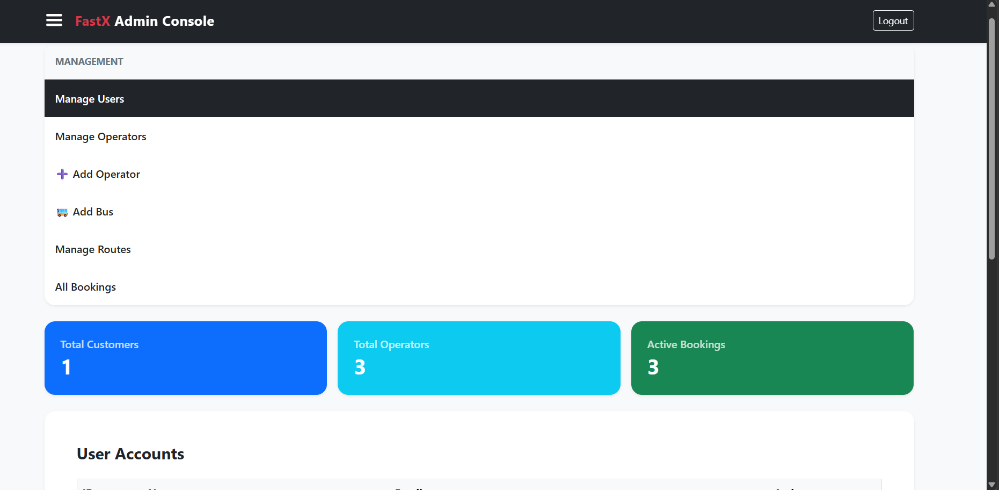 FastX Admin Console
Logout
MANAGEMENT
Manage Users
Manage Operators
Add Operator
Add Bus
Manage Routes
All Bookings
Total Customers
1
Total Operators
3
Active Bookings
3
User Accounts